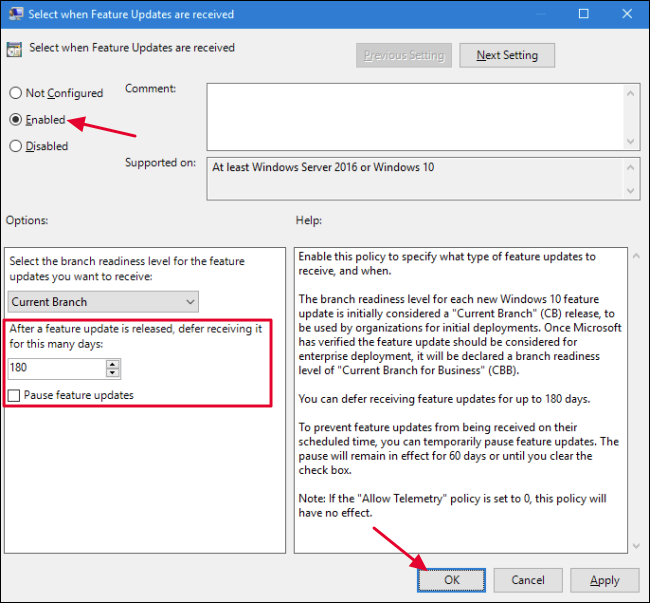 Select when Feature Updates are received
Select when Feature Updates are received
Previous Setting
Next Setting
Not Configured
Comment:
Enabled
Disabled
Supported on:
At least Windows Server 2016 or Windows 10
Options:
Help:
Select the branch readiness level for the feature
updates you want to receive:
Current Branch
After a feature update is released, defer receiving it
for this many days:
180
Pause feature updates
Enable this policy to specify what type of feature updates to
receive, and when.
The branch readiness level for each new Windows 10 feature
update is initially considered a "Current Branch" (CB) release, to
be used by organizations for initial deployments. Once Microsoft
has verified the feature update should be considered for
enterprise deployment, it will be declared a branch readiness
level of "Current Branch for Business" (CBB).
You can defer receiving feature updates for up to 180 days.
To prevent feature updates from being received on their
scheduled time, you can temporarily pause feature updates. The
pause will remain in effect for 60 days or until you clear the
check box.
Note: If the "Allow Telemetry" policy is set to 0, this policy will
have no effect.
OK
Cancel
Apply